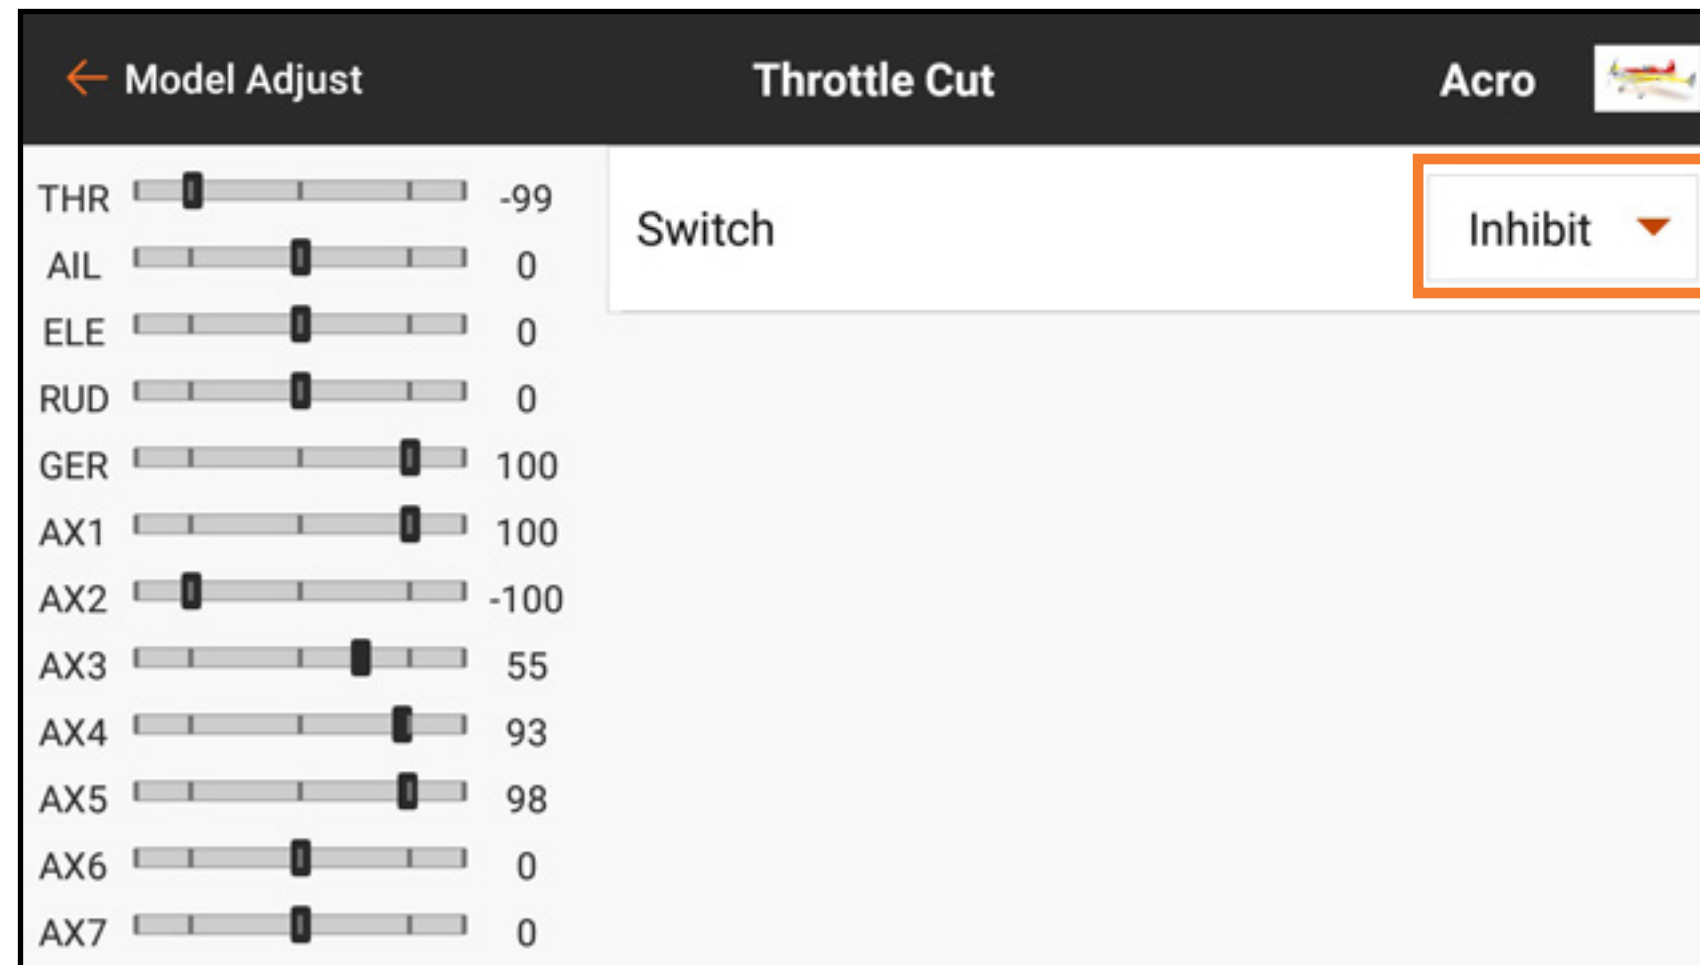 Model Adjust
Throttle Cut
Acro
THR -99
AIL 0
ELE 0
RUD 0
GER 100
AX1 100
AX2 -100
AX3 55
AX4 93
AX5 98
AX6 0
AX7 0
Switch
Inhibit